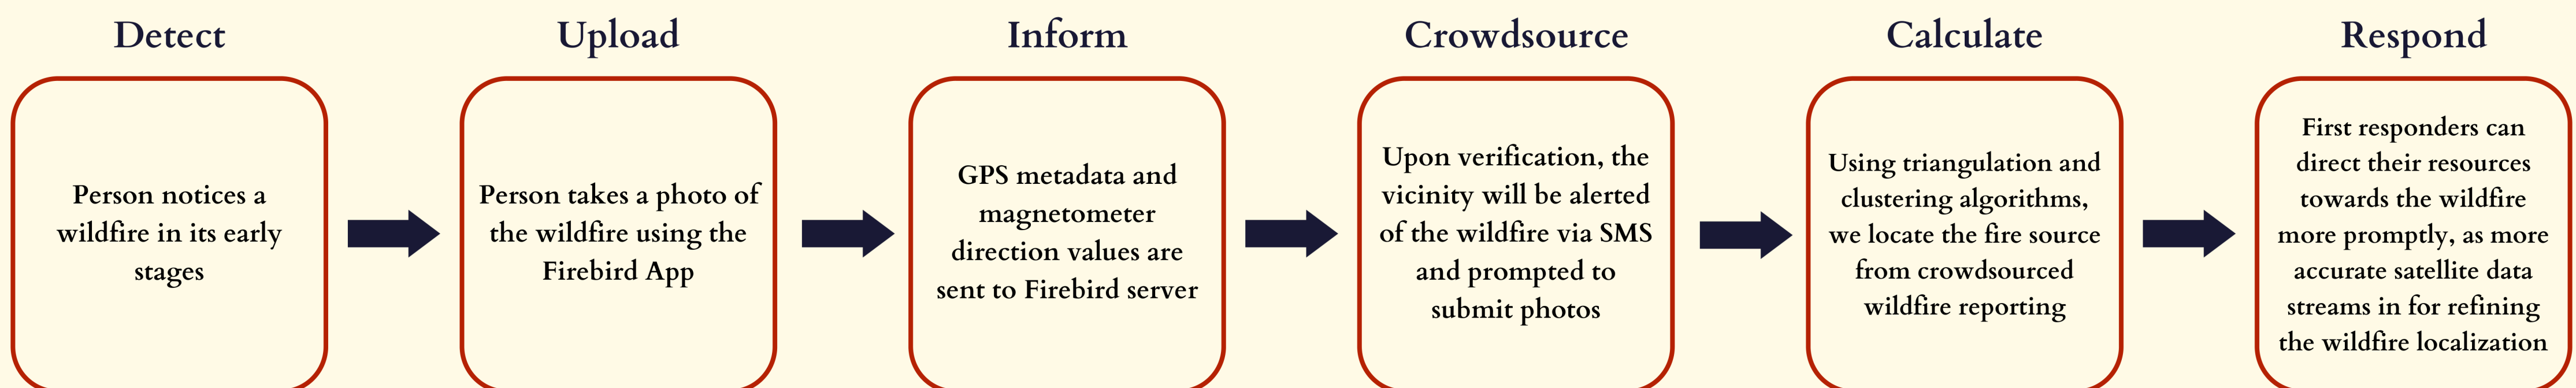 Detect
Person notices a
wildfire in its early
stages
Upload
Person takes a photo of
the wildfire using the
Firebird App
Inform
GPS metadata and
magnetometer
direction values are
sent to Firebird server
Crowdsource
Upon verification, the
vicinity will be alerted
of the wildfire via SMS
and prompted to
submit photos
Calculate
Using triangulation and
clustering algorithms,
we locate the fire source
from crowdsourced
wildfire reporting
Respond
First responders can
direct their resources
towards the wildfire
more promptly, as more
accurate satellite data
streams in for refining
the wildfire localization